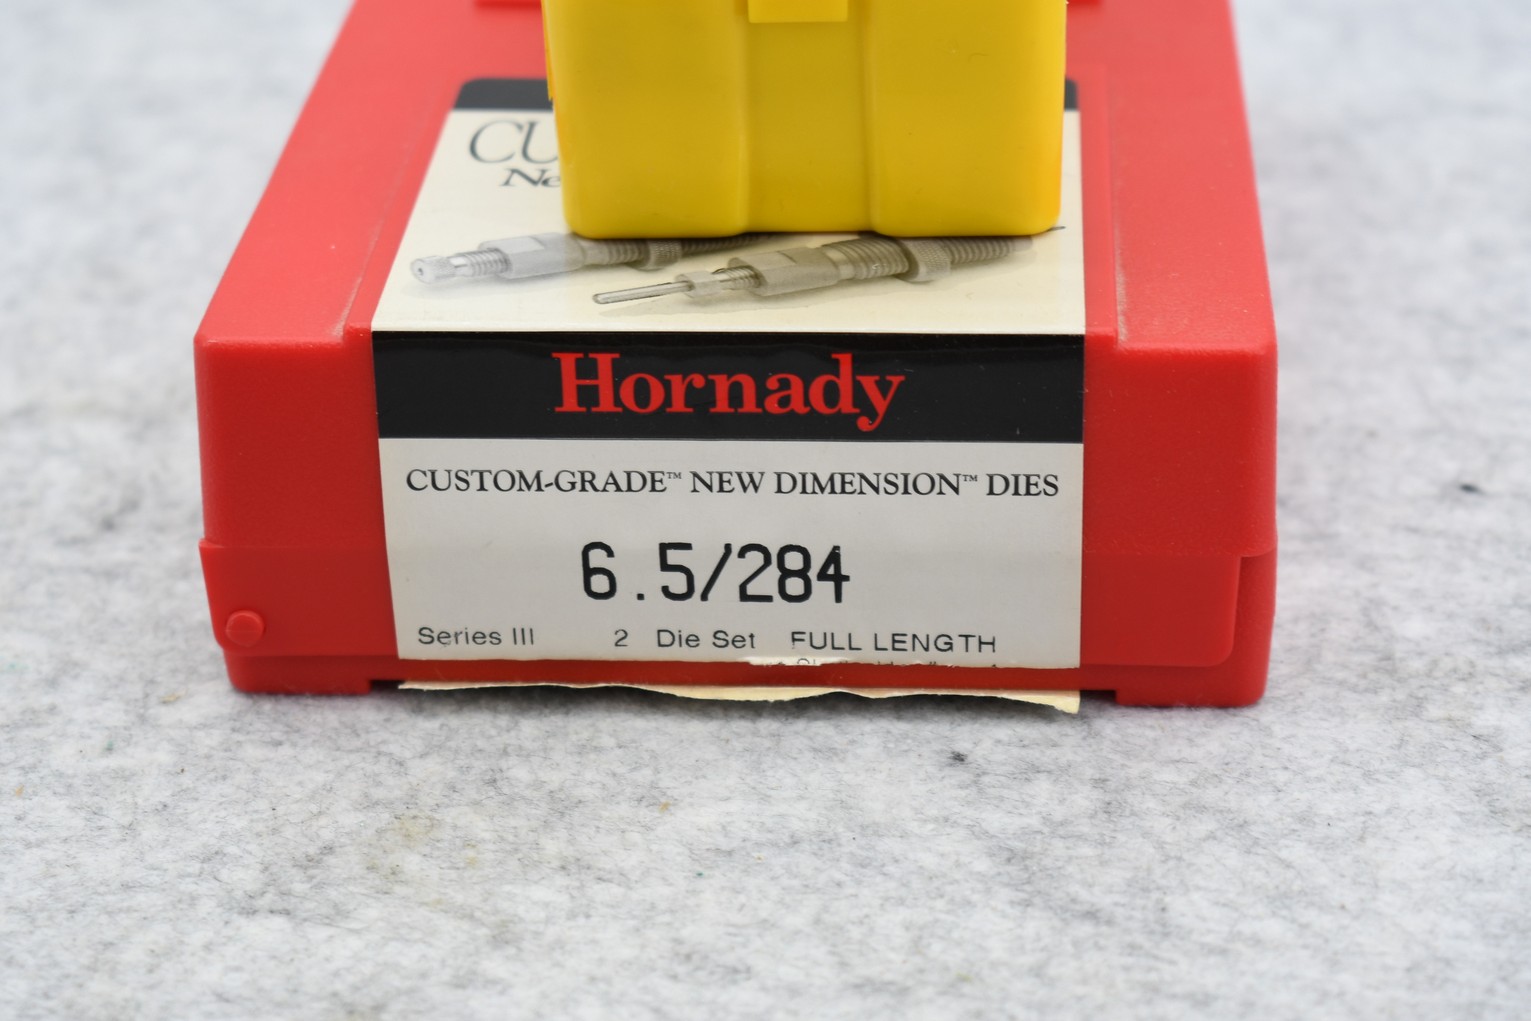 Hornady
CUSTOM-GRADE™ NEW DIMENSION™ DIES
6.5/284
Series III 2 Die Set FULL LENGTH